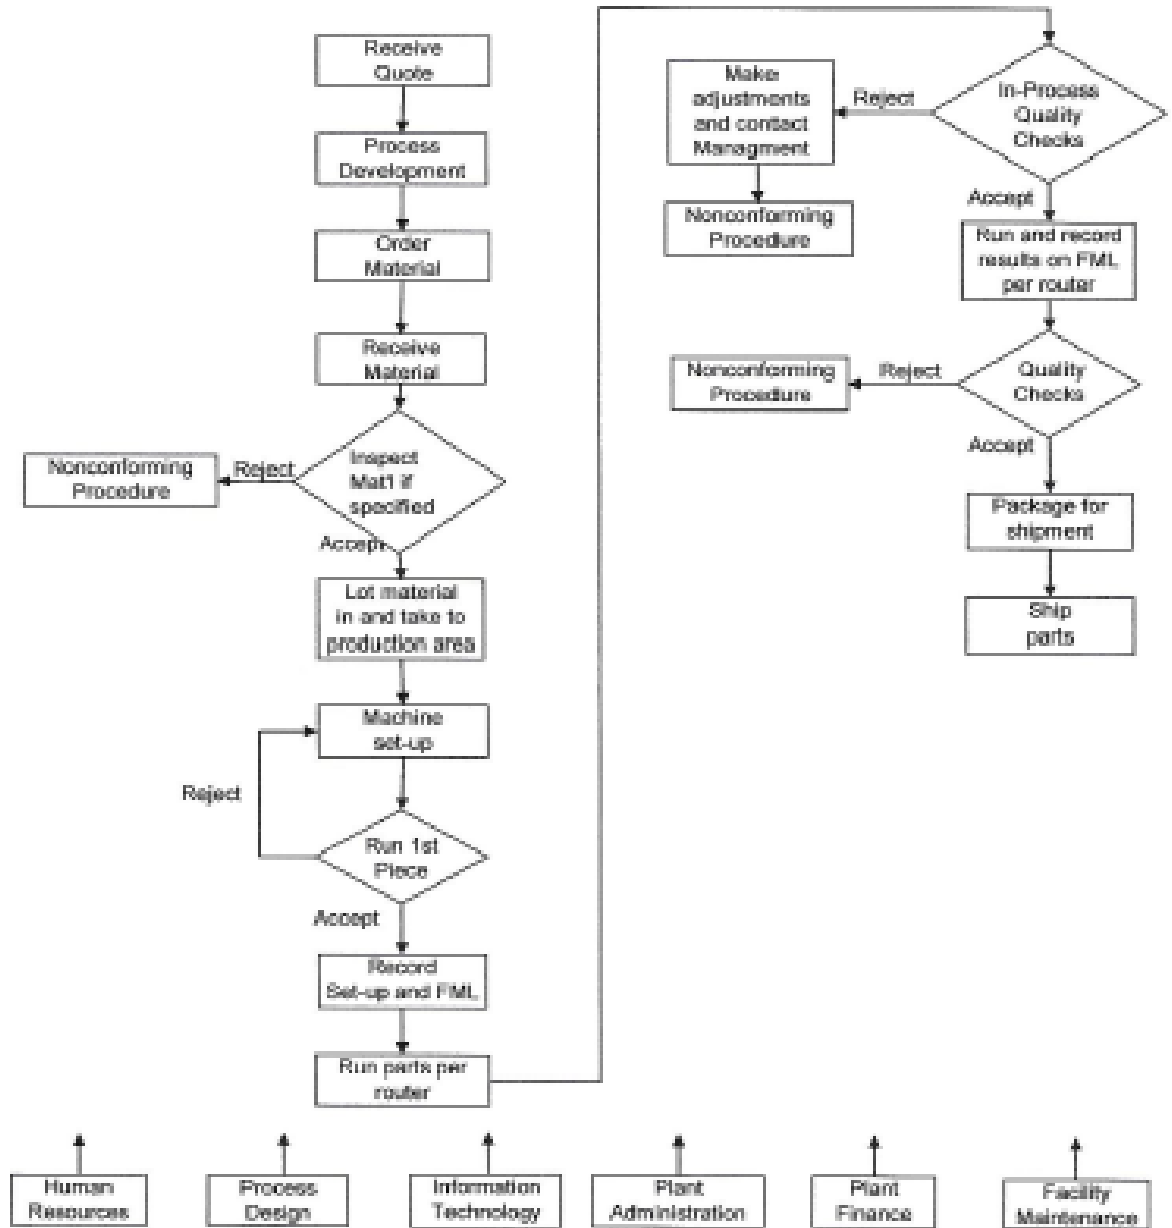 Receive
Quote
Process
Development
Order
Material
Receive
Material
Inspect
Mat1 if
specified
Reject
Nonconforming
Procedure
Accept
Lot material
in and take to
production area
Machine
set-up
Reject
Run 1st
Piece
Accept
Record
Set-up and FML
Run parts per
router
In-Process
Quality
Checks
Reject
Make
adjustments
and contact
Managment
Nonconforming
Procedure
Accept
Run and record
results on FML
per router
Quality
Checks
Reject
Nonconforming
Procedure
Accept
Package for
shipment
Ship
parts
Human
Resources
Process
Design
Information
Technology
Plant
Administration
Plant
Finance
Facility
Maintenance